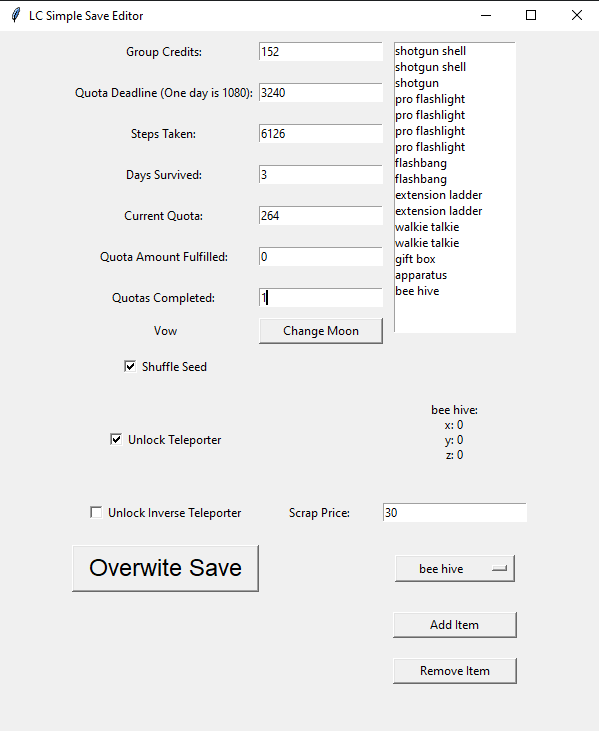 LC Simple Save Editor
Group Credits:
152
Quota Deadline (One day is 1080):
3240
Steps Taken:
6126
Days Survived:
3
Current Quota:
264
Quota Amount Fulfilled:
0
Quotas Completed:
1
Vow
Change Moon
shotgun shell
shotgun shell
shotgun
pro flashlight
pro flashlight
pro flashlight
pro flashlight
flashbang
flashbang
extension ladder
extension ladder
walkie talkie
walkie talkie
gift box
apparatus
bee hive
Shuffle Seed
bee hive:
x: 0
y: 0
z: 0
Unlock Teleporter
Unlock Inverse Teleporter
Scrap Price:
30
Overwite Save
bee hive
Add Item
Remove Item